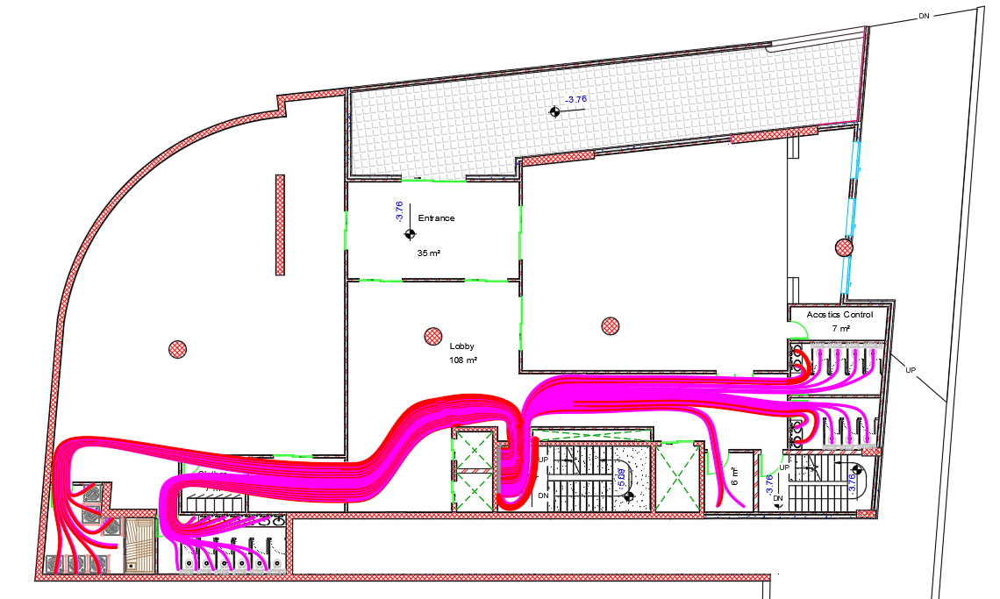 DN
-3.76
-3.76
Entrance
35 m²
Acostics Control
7 m²
Lobby
108 m²
UP
UP
5.09
DN
6 m²
UP
-3.76
-3.76
DN